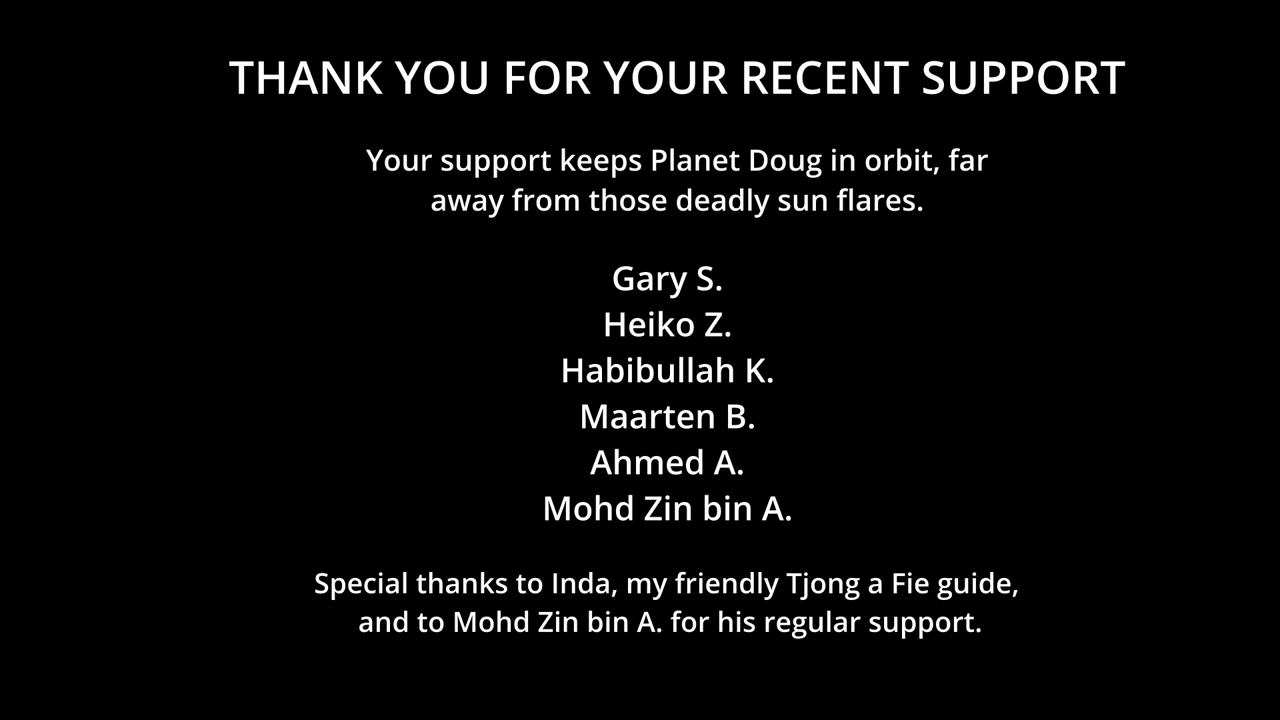 THANK YOU FOR YOUR RECENT SUPPORT
Your support keeps Planet Doug in orbit, far
away from those deadly sun flares.
Gary S.
Heiko Z.
Habibullah K.
Maarten B.
Ahmed A.
Mohd Zin bin A.
Special thanks to Inda, my friendly Tjong a Fie guide,
and to Mohd Zin bin A. for his regular support.